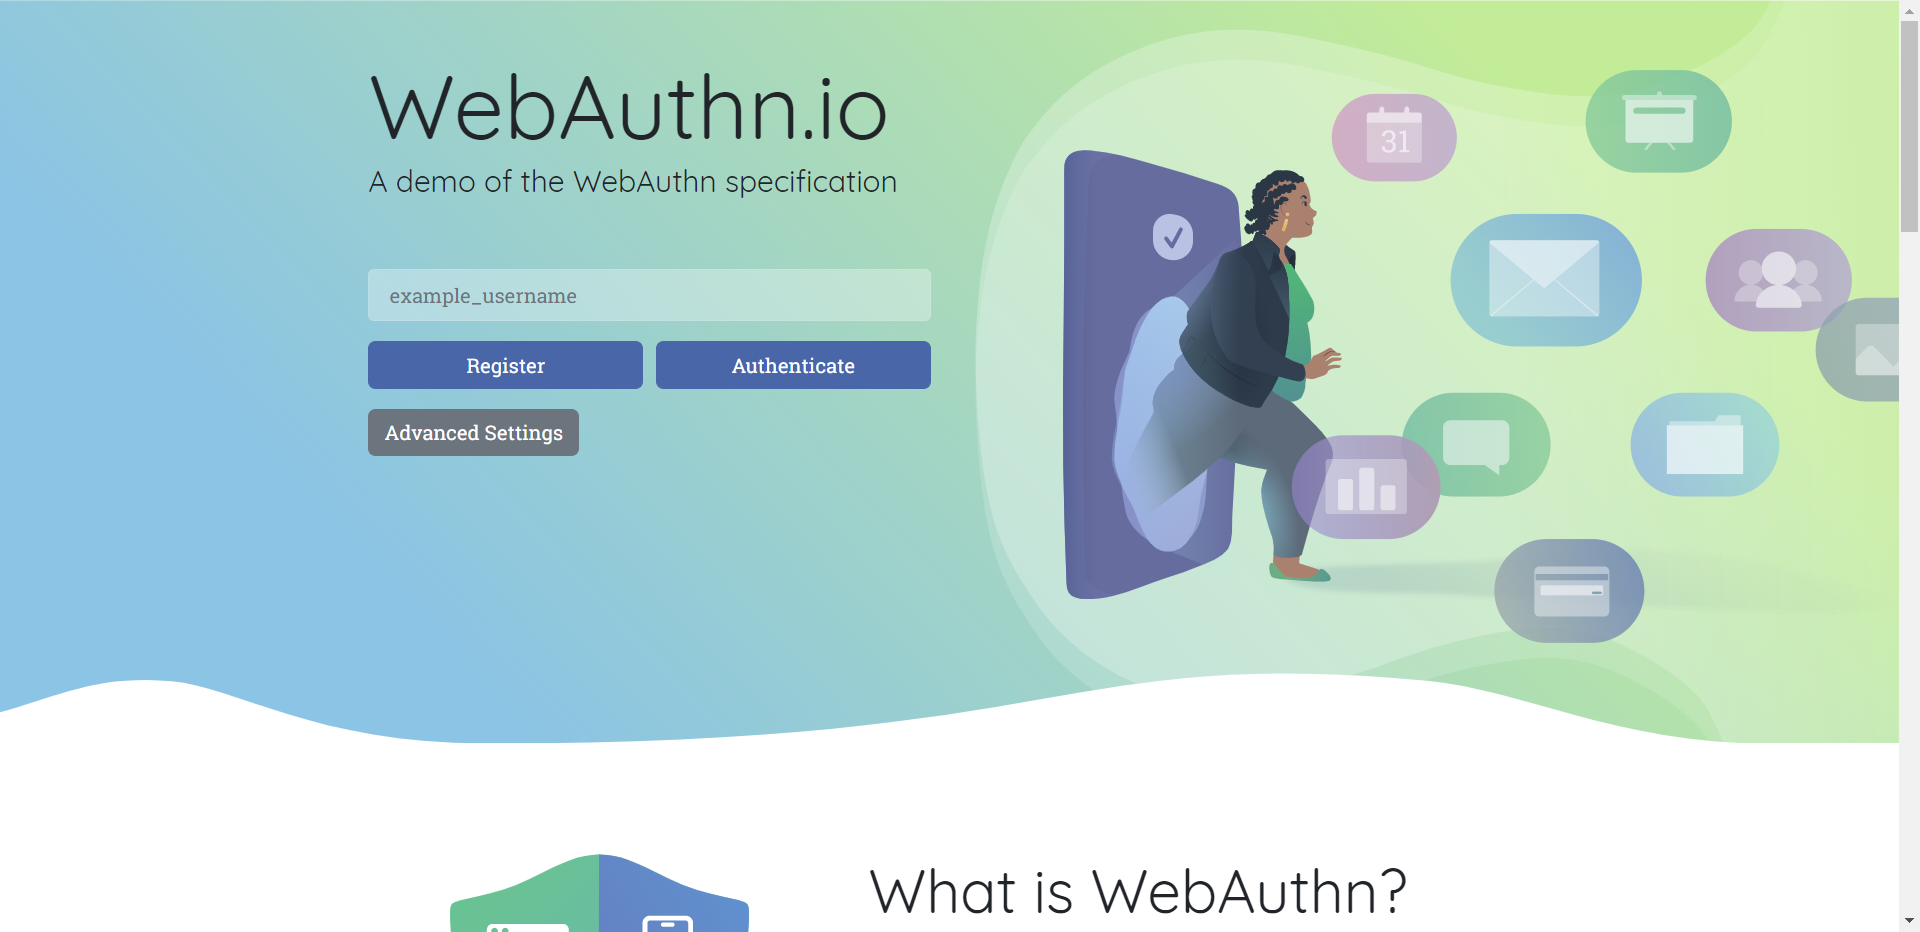 WebAuthn.io
A demo of the WebAuthn specification
example_username
Register
Authenticate
Advanced Settings
31
What is WebAuthn?